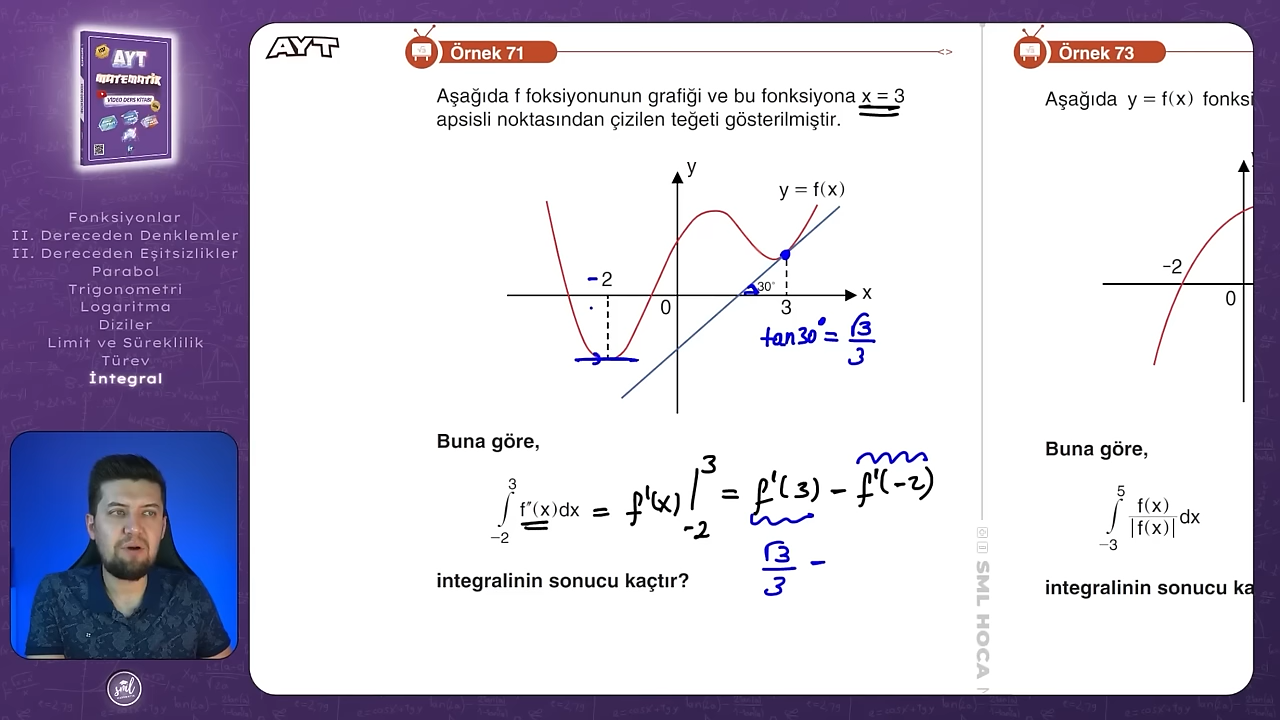 AYT
MATEMATİK
VİDEO DERS KİTABI
Fonksiyonlar
II. Dereceden Denklemler
II. Dereceden Eşitsizlikler
Parabol
Trigonometri
Logaritma
Diziler
Limit ve Süreklilik
Türev
İntegral
sml
AYT
Örnek 71
<>
Aşağıda f foksiyonunun grafiği ve bu fonksiyona x = 3
apsisli noktasından çizilen teğeti gösterilmiştir.
y
y = f(x)
-2
30°
0
3
x
tan30° = √3/3
Buna göre,
∫_{-2}^{3} f''(x)dx = f'(x) |_{-2}^{3} = f'(3) - f'(-2)
√3/3 -
integralinin sonucu kaçtır?
SML HOCA
Örnek 73
Aşağıda y = f(x) fonksi
-2
0
Buna göre,
∫_{-3}^{5} f(x)/|f(x)| dx
integralinin sonucu ka